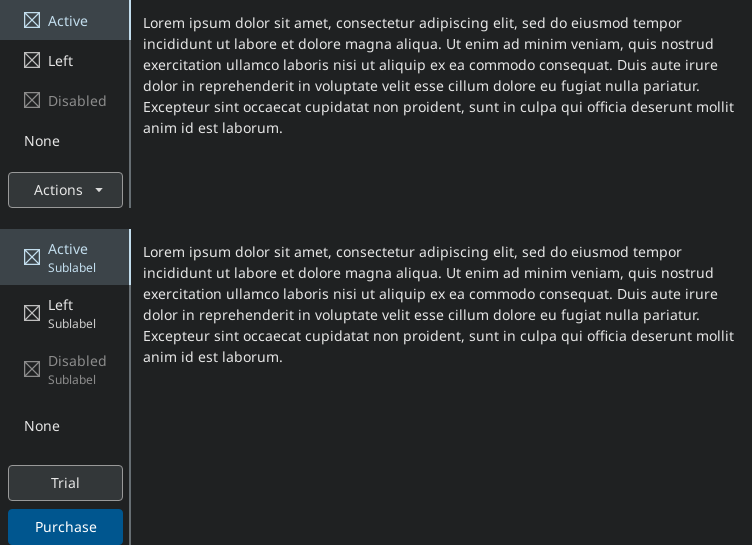 Active
Left
Disabled
None
Actions
Lorem ipsum dolor sit amet, consectetur adipiscing elit, sed do eiusmod tempor
incididunt ut labore et dolore magna aliqua. Ut enim ad minim veniam, quis nostrud
exercitation ullamco laboris nisi ut aliquip ex ea commodo consequat. Duis aute irure
dolor in reprehenderit in voluptate velit esse cillum dolore eu fugiat nulla pariatur.
Excepteur sint occaecat cupidatat non proident, sunt in culpa qui officia deserunt mollit
anim id est laborum.
Active
Sublabel
Left
Sublabel
Disabled
Sublabel
None
Trial
Purchase
Lorem ipsum dolor sit amet, consectetur adipiscing elit, sed do eiusmod tempor
incididunt ut labore et dolore magna aliqua. Ut enim ad minim veniam, quis nostrud
exercitation ullamco laboris nisi ut aliquip ex ea commodo consequat. Duis aute irure
dolor in reprehenderit in voluptate velit esse cillum dolore eu fugiat nulla pariatur.
Excepteur sint occaecat cupidatat non proident, sunt in culpa qui officia deserunt mollit
anim id est laborum.